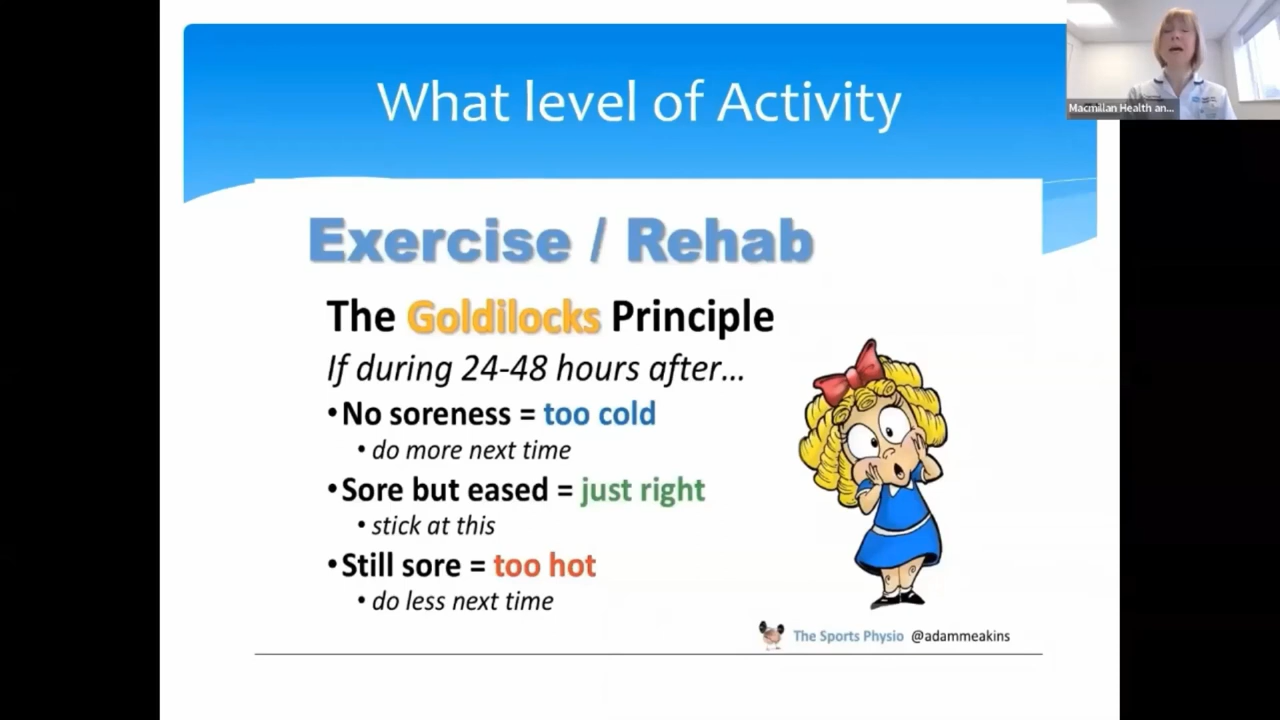 What level of Activity
Macmillan Health an...
Exercise / Rehab
The Goldilocks Principle
If during 24-48 hours after...
•No soreness = too cold
• do more next time
•Sore but eased = just right
• stick at this
•Still sore = too hot
• do less next time
The Sports Physio @adammeakins